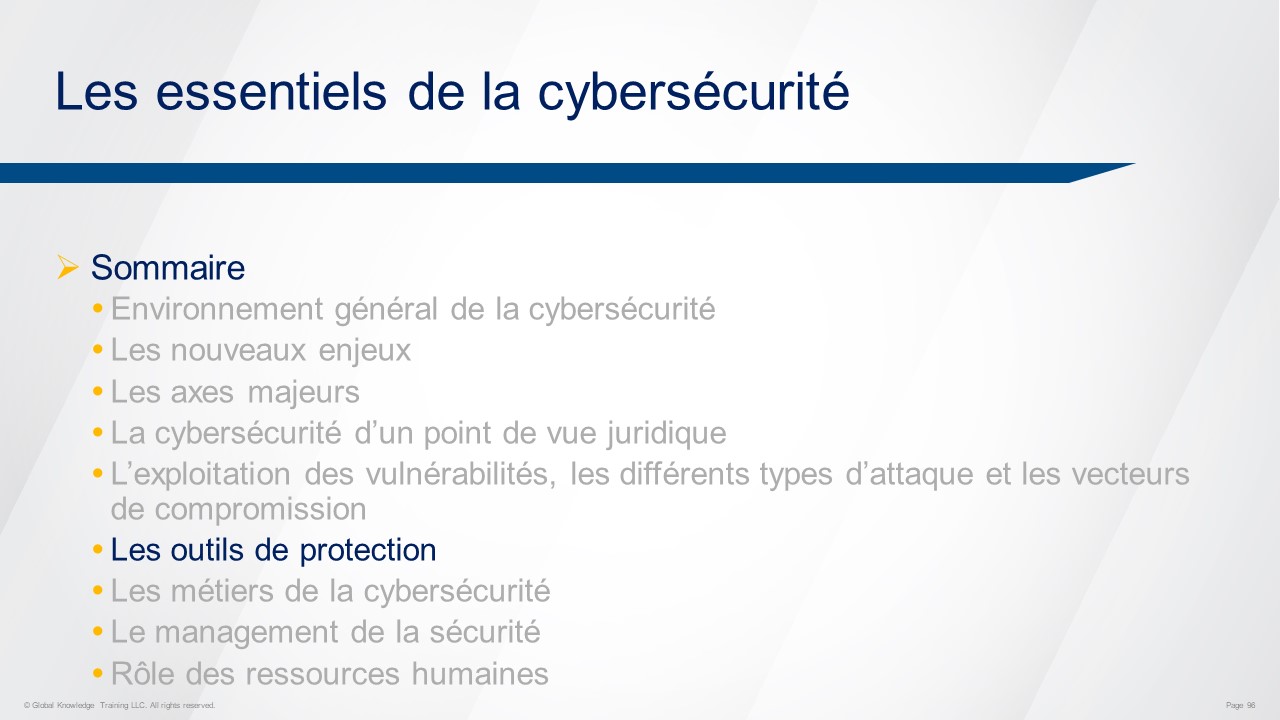 Les essentiels de la cybersécurité
Sommaire
Environnement général de la cybersécurité
Les nouveaux enjeux
Les axes majeurs
La cybersécurité d’un point de vue juridique
L’exploitation des vulnérabilités, les différents types d’attaque et les vecteurs
de compromission
Les outils de protection
Les métiers de la cybersécurité
Le management de la sécurité
Rôle des ressources humaines
© Global Knowledge Training LLC. All rights reserved.
Page 96